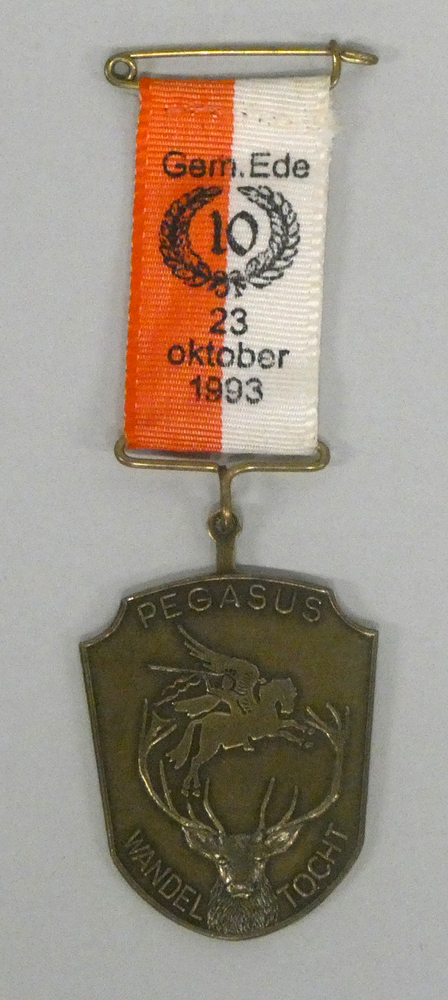 Gem. Ede
10
23
oktober
1993
PEGASUS
WANDEL TOCHT